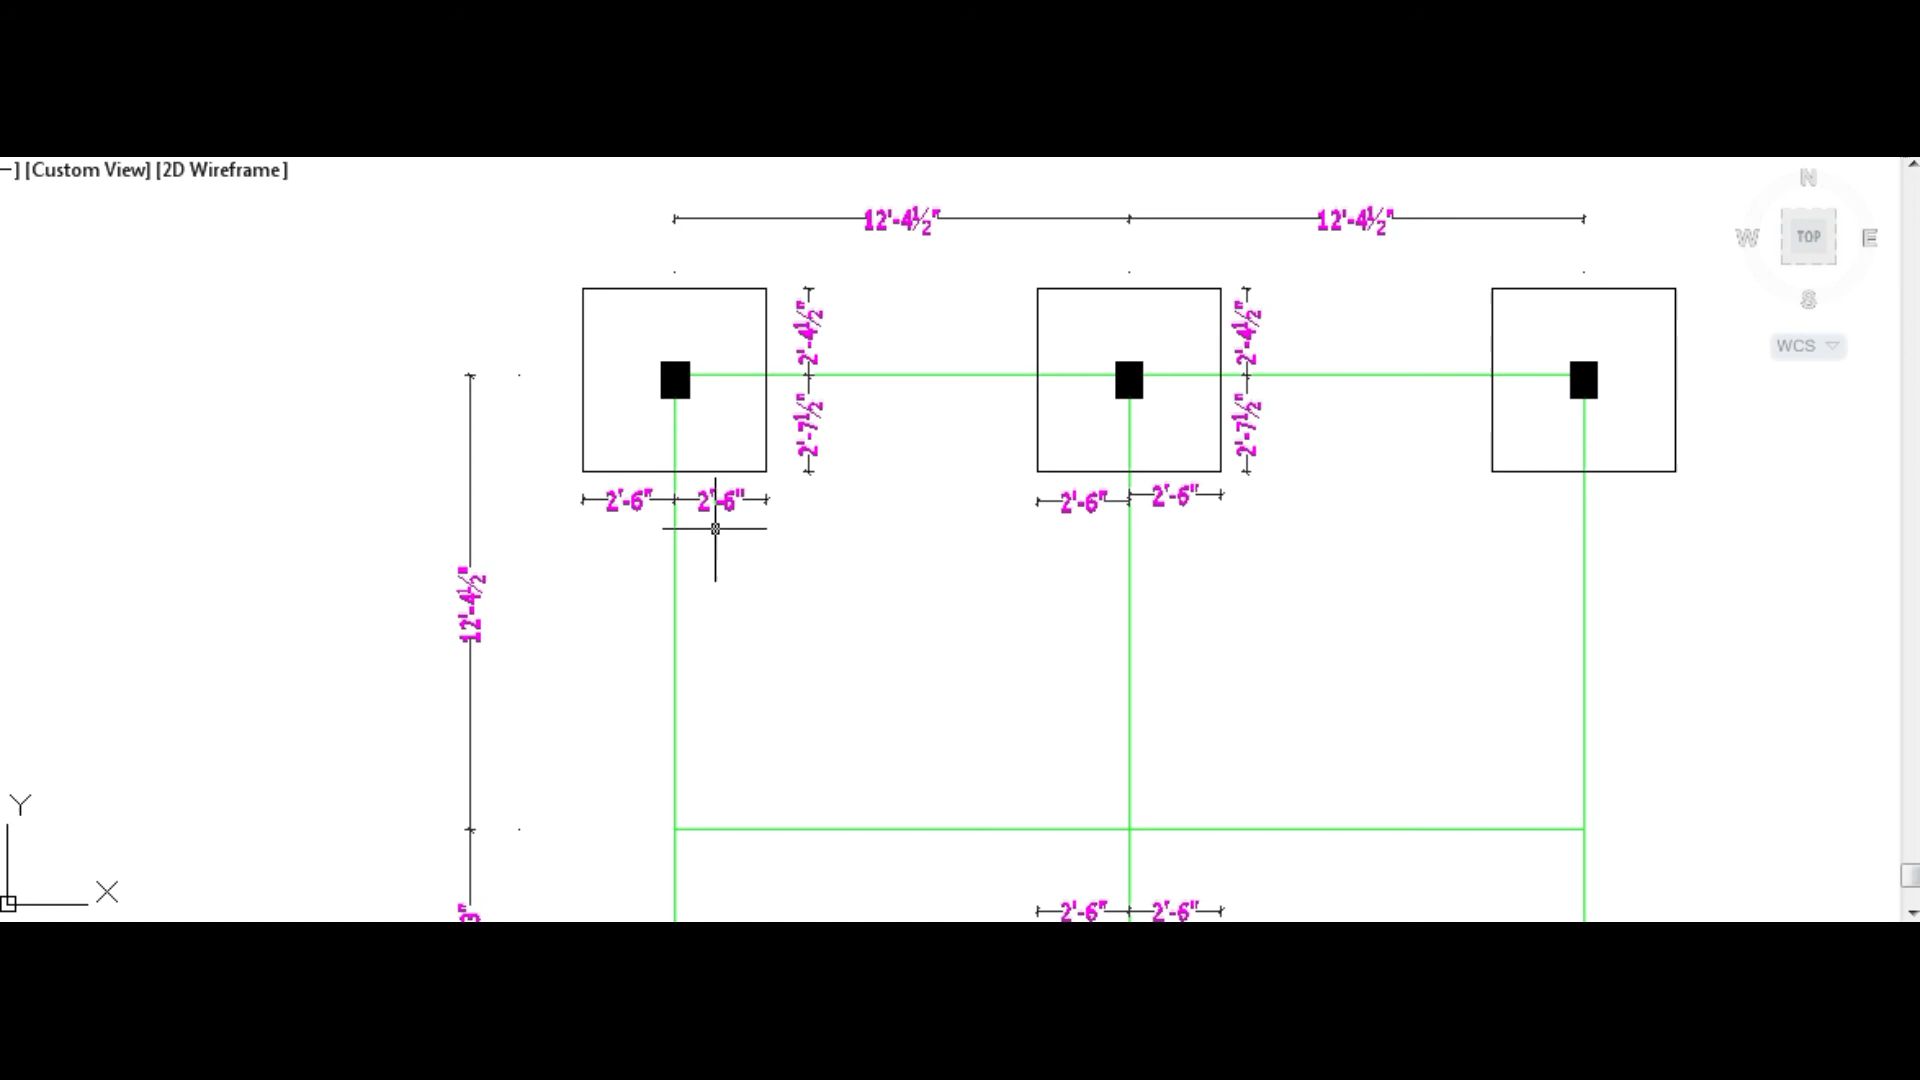 —] [Custom View] [2D Wireframe]
N
12'-4½" 12'-4½"
W TOP E
S
2'-4½" 2'-4½"
WCS
2'-7½" 2'-7½"
2'-6" 2'-6" 2'-6" 2'-6"
12'-4½"
Y
X
2'-6" 2'-6"